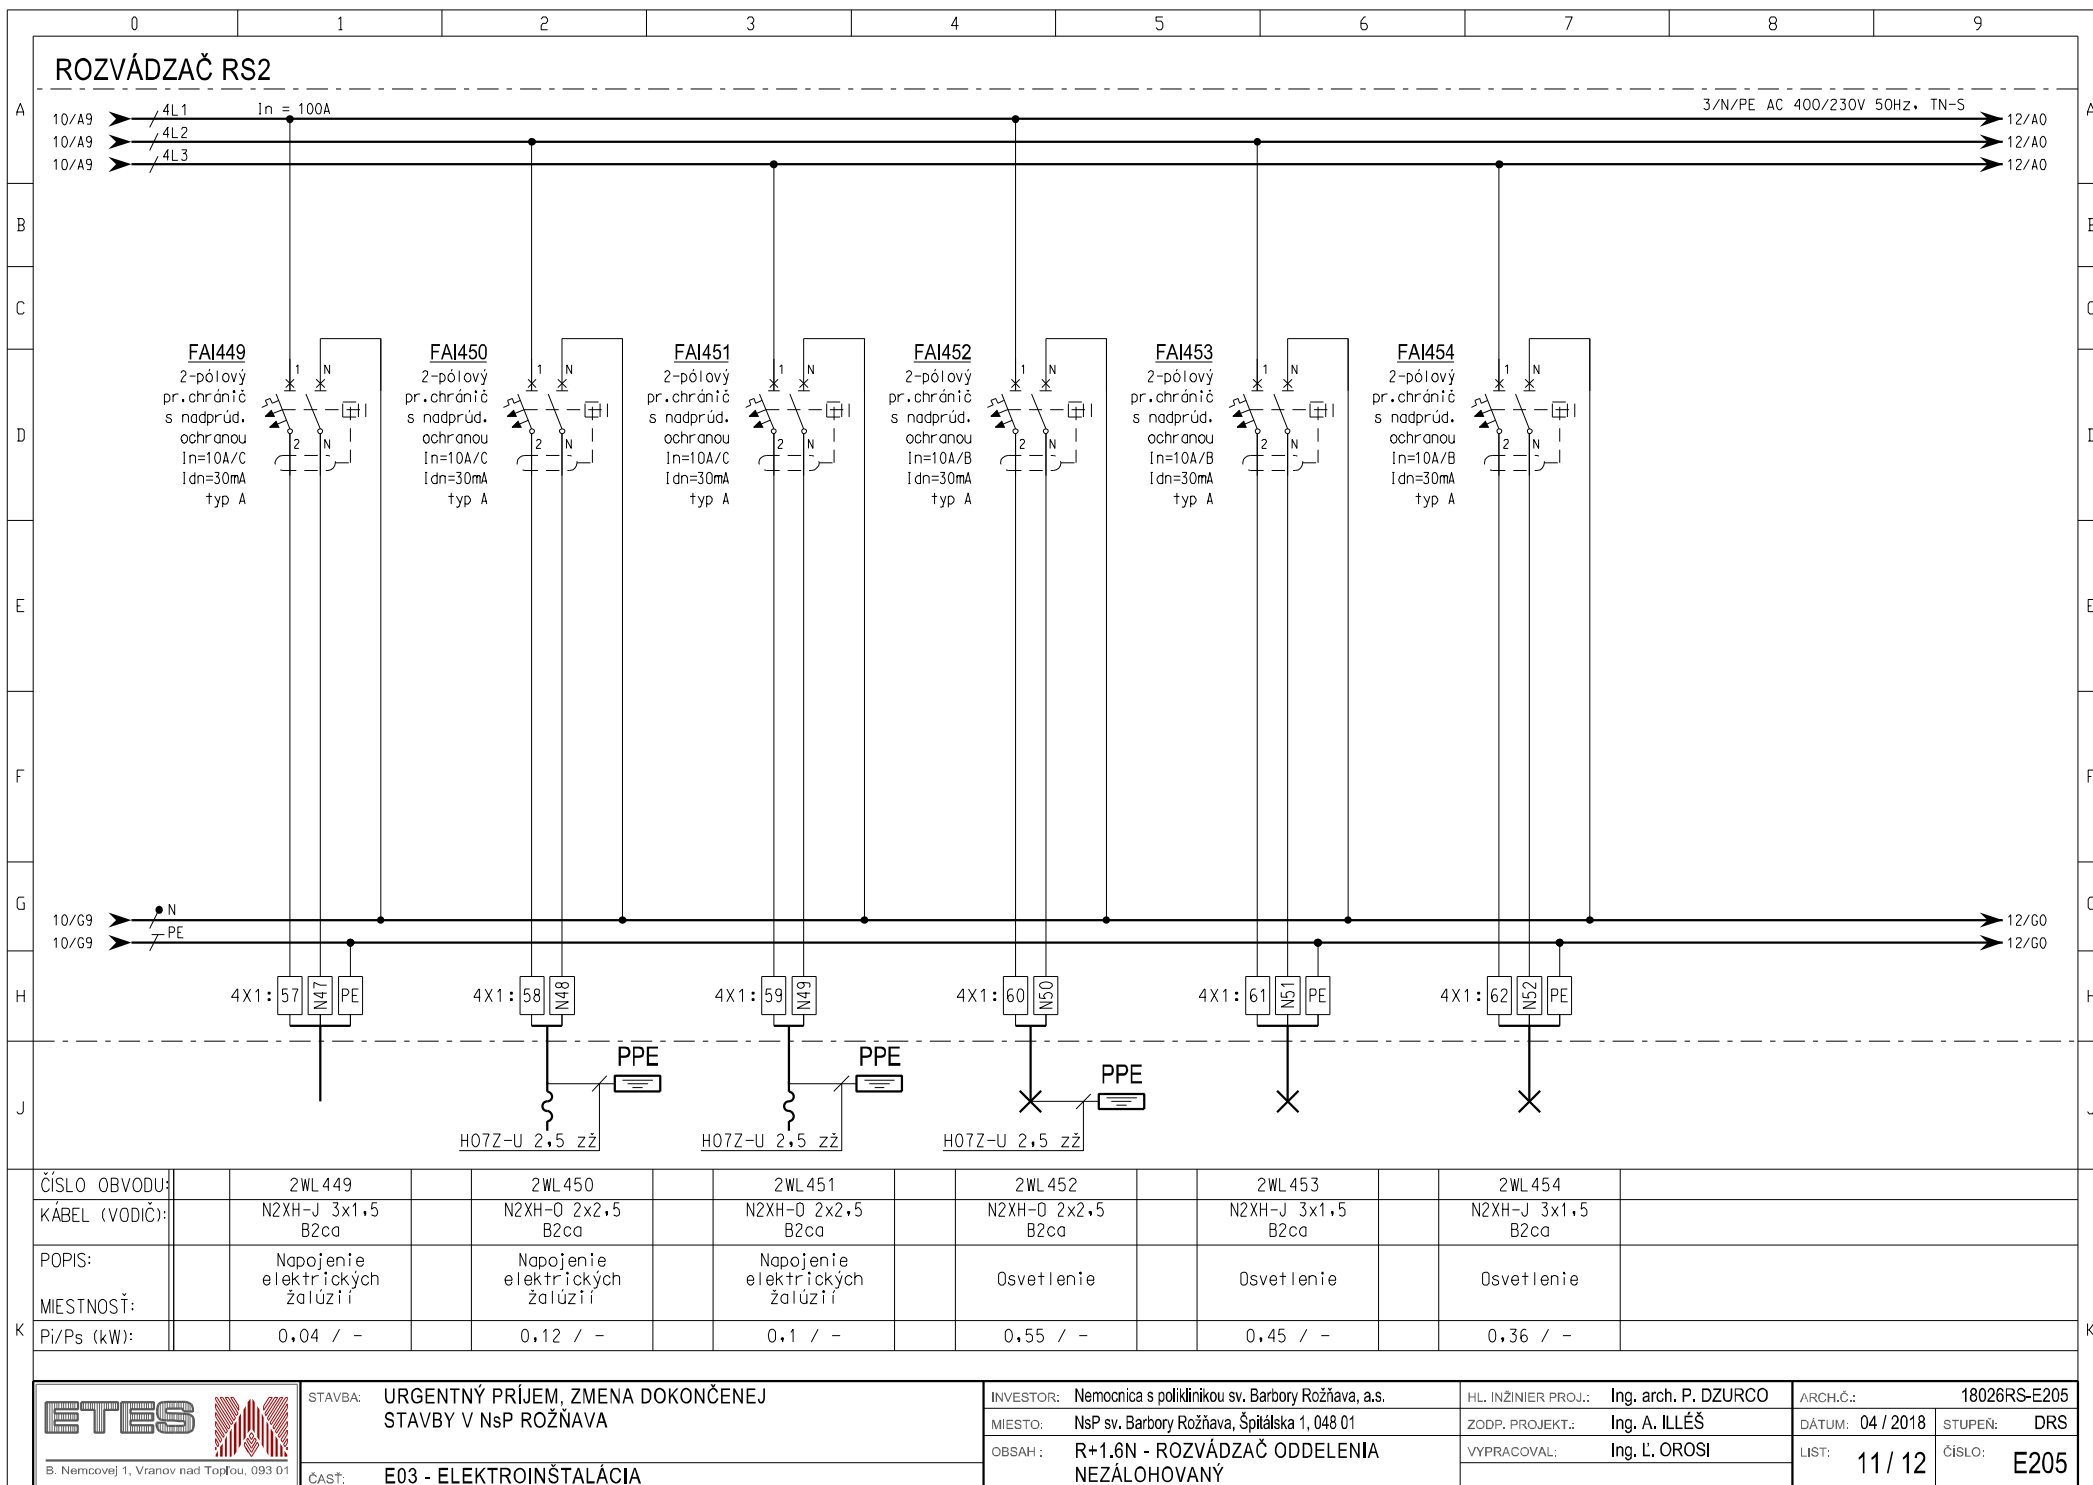 0 1 2 3 4 5 6 7 8 9
ROZVÁDZAČ RS2
A
10/A9 4L1 In = 100A 3/N/PE AC 400/230V 50Hz, TN-S 12/A0
10/A9 4L2 12/A0
10/A9 4L3 12/A0
B
C
D
FAI449
2-pólový
pr.chránič
s nadprúd.
ochranou
In=10A/C
Idn=30mA
typ A
1 N
2 N
FAI450
2-pólový
pr.chránič
s nadprúd.
ochranou
In=10A/C
Idn=30mA
typ A
1 N
2 N
FAI451
2-pólový
pr.chránič
s nadprúd.
ochranou
In=10A/C
Idn=30mA
typ A
1 N
2 N
FAI452
2-pólový
pr.chránič
s nadprúd.
ochranou
In=10A/B
Idn=30mA
typ A
1 N
2 N
FAI453
2-pólový
pr.chránič
s nadprúd.
ochranou
In=10A/B
Idn=30mA
typ A
1 N
2 N
FAI454
2-pólový
pr.chránič
s nadprúd.
ochranou
In=10A/B
Idn=30mA
typ A
1 N
2 N
E E
F
G
10/G9 N 12/G0
10/G9 PE 12/G0
H
4X1: 57 N47 PE
4X1: 58 N48
4X1: 59 N49
4X1: 60 N50
4X1: 61 N51 PE
4X1: 62 N52 PE
J
PPE PPE PPE
H07Z-U 2,5 zž H07Z-U 2,5 zž H07Z-U 2,5 zž
ČÍSLO OBVODU: 2WL449 2WL450 2WL451 2WL452 2WL453 2WL454
KÁBEL (VODIČ): N2XH-J 3x1,5 N2XH-O 2x2,5 N2XH-O 2x2,5 N2XH-O 2x2,5 N2XH-J 3x1,5 N2XH-J 3x1,5
B2ca B2ca B2ca B2ca B2ca B2ca
POPIS: Napojenie Napojenie Napojenie
elektrických elektrických elektrických Osvetlenie Osvetlenie Osvetlenie
MIESTNOSŤ: žalúzií žalúzií žalúzií
K Pi/Ps (kW): 0,04 / - 0,12 / - 0,1 / - 0,55 / - 0,45 / - 0,36 / - K
ETES
B. Nemcovej 1, Vranov nad Topľou, 093 01
STAVBA: URGENTNÝ PRÍJEM, ZMENA DOKONČENEJ
STAVBY V NsP ROŽŇAVA
ČASŤ: E03 - ELEKTROINŠTALÁCIA
INVESTOR: Nemocnica s poliklinikou sv. Barbory Rožňava, a.s.
MIESTO: NsP sv. Barbory Rožňava, Špitálska 1, 048 01
OBSAH: R+1.6N - ROZVÁDZAČ ODDELENIA
NEZÁLOHOVANÝ
HL. INŽINIER PROJ.: Ing. arch. P. DZURCO
ZODP. PROJEKT.: Ing. A. ILLÉŠ
VYPRACOVAL: Ing. Ľ. OROSI
ARCH.Č.: 18026RS-E205
DÁTUM: 04 / 2018 STUPEŇ: DRS
LIST: 11 / 12 ČÍSLO: E205